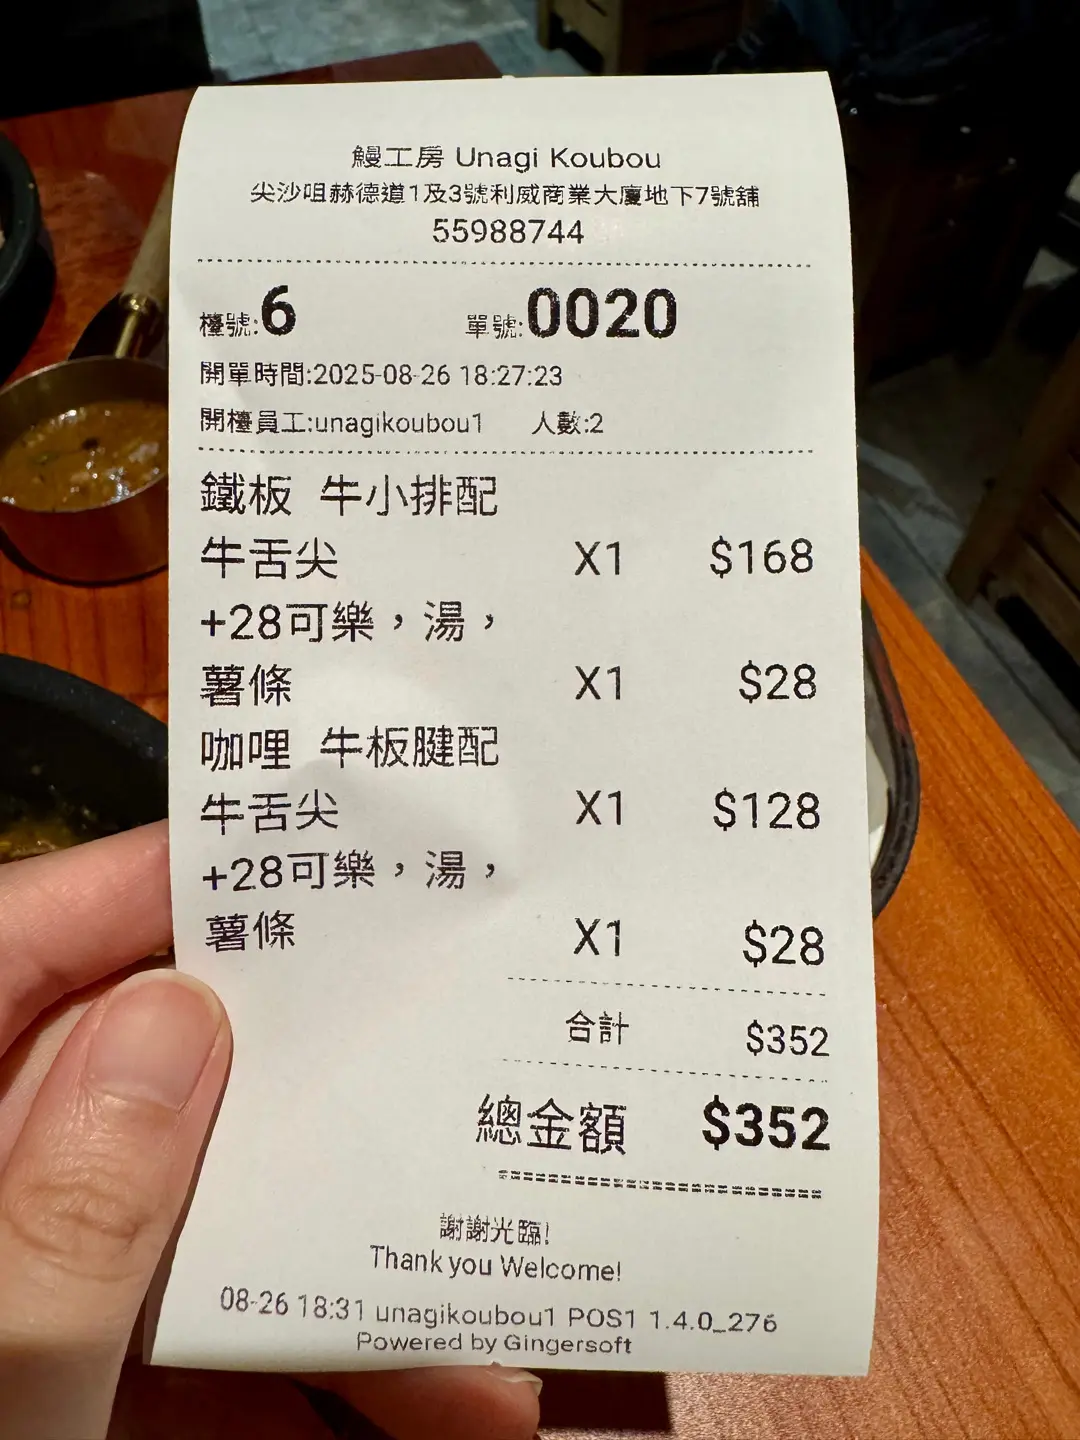 鰻工房 Unagi Koubou
尖沙咀赫德道1及3號利威商業大廈地下7號舖
55988744
檯號:6 單號:0020
開單時間:2025-08-26 18:27:23
開檯員工:unagikoubou1 人數:2
鐵板 牛小排配
牛舌尖 X1 $168
+28可樂，湯，
薯條 X1 $28
咖哩 牛板腱配
牛舌尖 X1 $128
+28可樂，湯，
薯條 X1 $28
合計 $352
總金額 $352
謝謝光臨!
Thank you Welcome!
08-26 18:31 unagikoubou1 POS1 1.4.0_276
Powered by Gingersoft